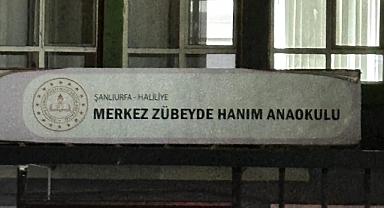 ŞANLIURFA - HALİLİYE
MERKEZ ZÜBEYDE HANIM ANAOKULU